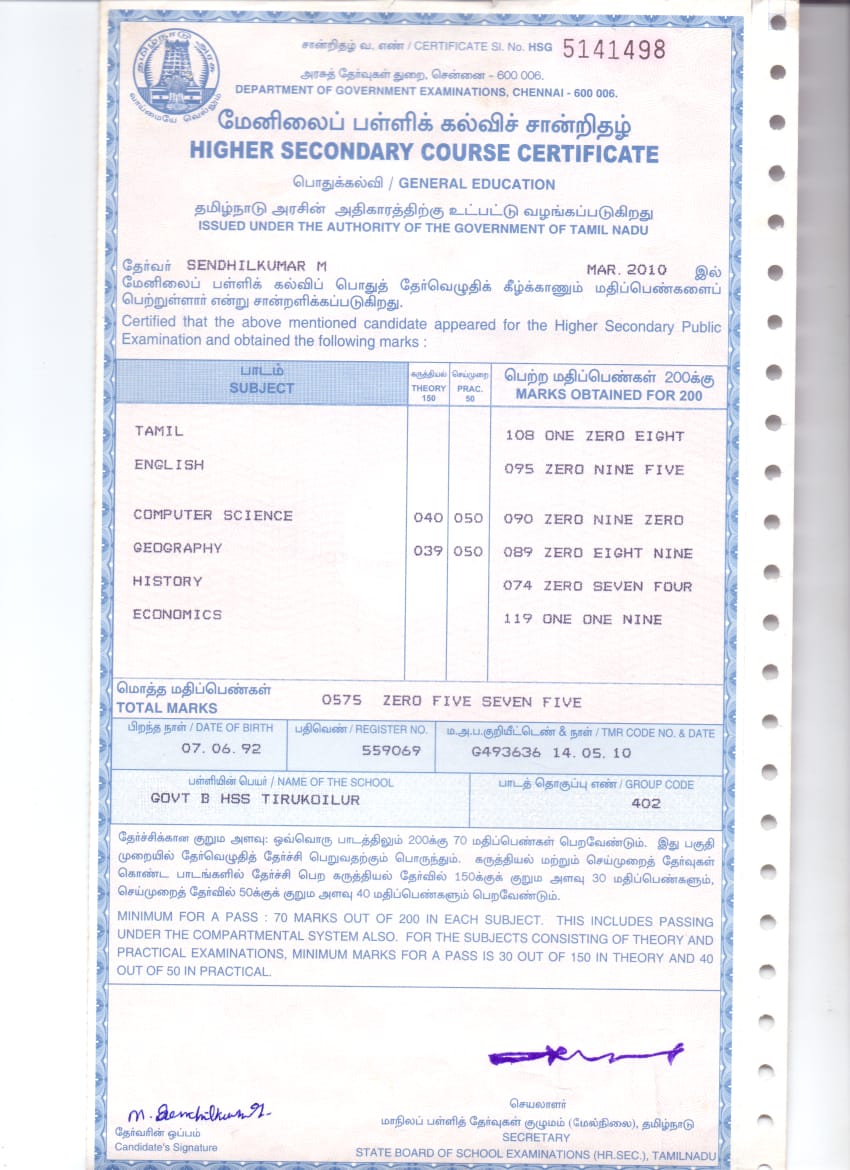 தமிழ்நாடு அரசு
வாய்மையே வெல்லும்
சான்றிதழ் வ. எண் / CERTIFICATE Sl. No. HSG 5141498
அரசுத் தேர்வுகள் துறை, சென்னை - 600 006.
DEPARTMENT OF GOVERNMENT EXAMINATIONS, CHENNAI - 600 006.
மேனிலைப் பள்ளிக் கல்விச் சான்றிதழ்
HIGHER SECONDARY COURSE CERTIFICATE
பொதுக்கல்வி / GENERAL EDUCATION
தமிழ்நாடு அரசின் அதிகாரத்திற்கு உட்பட்டு வழங்கப்படுகிறது
ISSUED UNDER THE AUTHORITY OF THE GOVERNMENT OF TAMIL NADU
தேர்வர் SENDHILKUMAR M MAR. 2010 இல்
மேனிலைப் பள்ளிக் கல்விப் பொதுத் தேர்வெழுதிக் கீழ்க்காணும் மதிப்பெண்களைப்
பெற்றுள்ளார் என்று சான்றளிக்கப்படுகிறது.
Certified that the above mentioned candidate appeared for the Higher Secondary Public
Examination and obtained the following marks :
பாடம் கருத்தியல் செய்முறை பெற்ற மதிப்பெண்கள் 200க்கு
SUBJECT THEORY 150 PRAC. 50 MARKS OBTAINED FOR 200
TAMIL 108 ONE ZERO EIGHT
ENGLISH 095 ZERO NINE FIVE
COMPUTER SCIENCE 040 050 090 ZERO NINE ZERO
GEOGRAPHY 039 050 089 ZERO EIGHT NINE
HISTORY 074 ZERO SEVEN FOUR
ECONOMICS 119 ONE ONE NINE
மொத்த மதிப்பெண்கள்
TOTAL MARKS 0575 ZERO FIVE SEVEN FIVE
பிறந்த நாள் / DATE OF BIRTH பதிவெண் / REGISTER NO. ம.அ.ப.குறியீட்டெண் & நாள் / TMR CODE NO. & DATE
07. 06. 92 559069 G493636 14. 05. 10
பள்ளியின் பெயர் / NAME OF THE SCHOOL பாடத் தொகுப்பு எண் / GROUP CODE
GOVT B HSS TIRUKOILUR 402
தேர்ச்சிக்கான குறும அளவு: ஒவ்வொரு பாடத்திலும் 200க்கு 70 மதிப்பெண்கள் பெறவேண்டும். இது பகுதி
முறையில் தேர்வெழுதித் தேர்ச்சி பெறுவதற்கும் பொருந்தும். கருத்தியல் மற்றும் செய்முறைத் தேர்வுகள்
கொண்ட பாடங்களில் தேர்ச்சி பெற கருத்தியல் தேர்வில் 150க்குக் குறும அளவு 30 மதிப்பெண்களும்,
செய்முறைத் தேர்வில் 50க்குக் குறும அளவு 40 மதிப்பெண்களும் பெறவேண்டும்.
MINIMUM FOR A PASS : 70 MARKS OUT OF 200 IN EACH SUBJECT. THIS INCLUDES PASSING
UNDER THE COMPARTMENTAL SYSTEM ALSO. FOR THE SUBJECTS CONSISTING OF THEORY AND
PRACTICAL EXAMINATIONS, MINIMUM MARKS FOR A PASS IS 30 OUT OF 150 IN THEORY AND 40
OUT OF 50 IN PRACTICAL.
M. Sendhilkumar
தேர்வரின் ஒப்பம்
Candidate's Signature
செயலாளர்
மாநிலப் பள்ளித் தேர்வுகள் குழுமம் (மேல்நிலை), தமிழ்நாடு
SECRETARY
STATE BOARD OF SCHOOL EXAMINATIONS (HR.SEC.), TAMILNADU